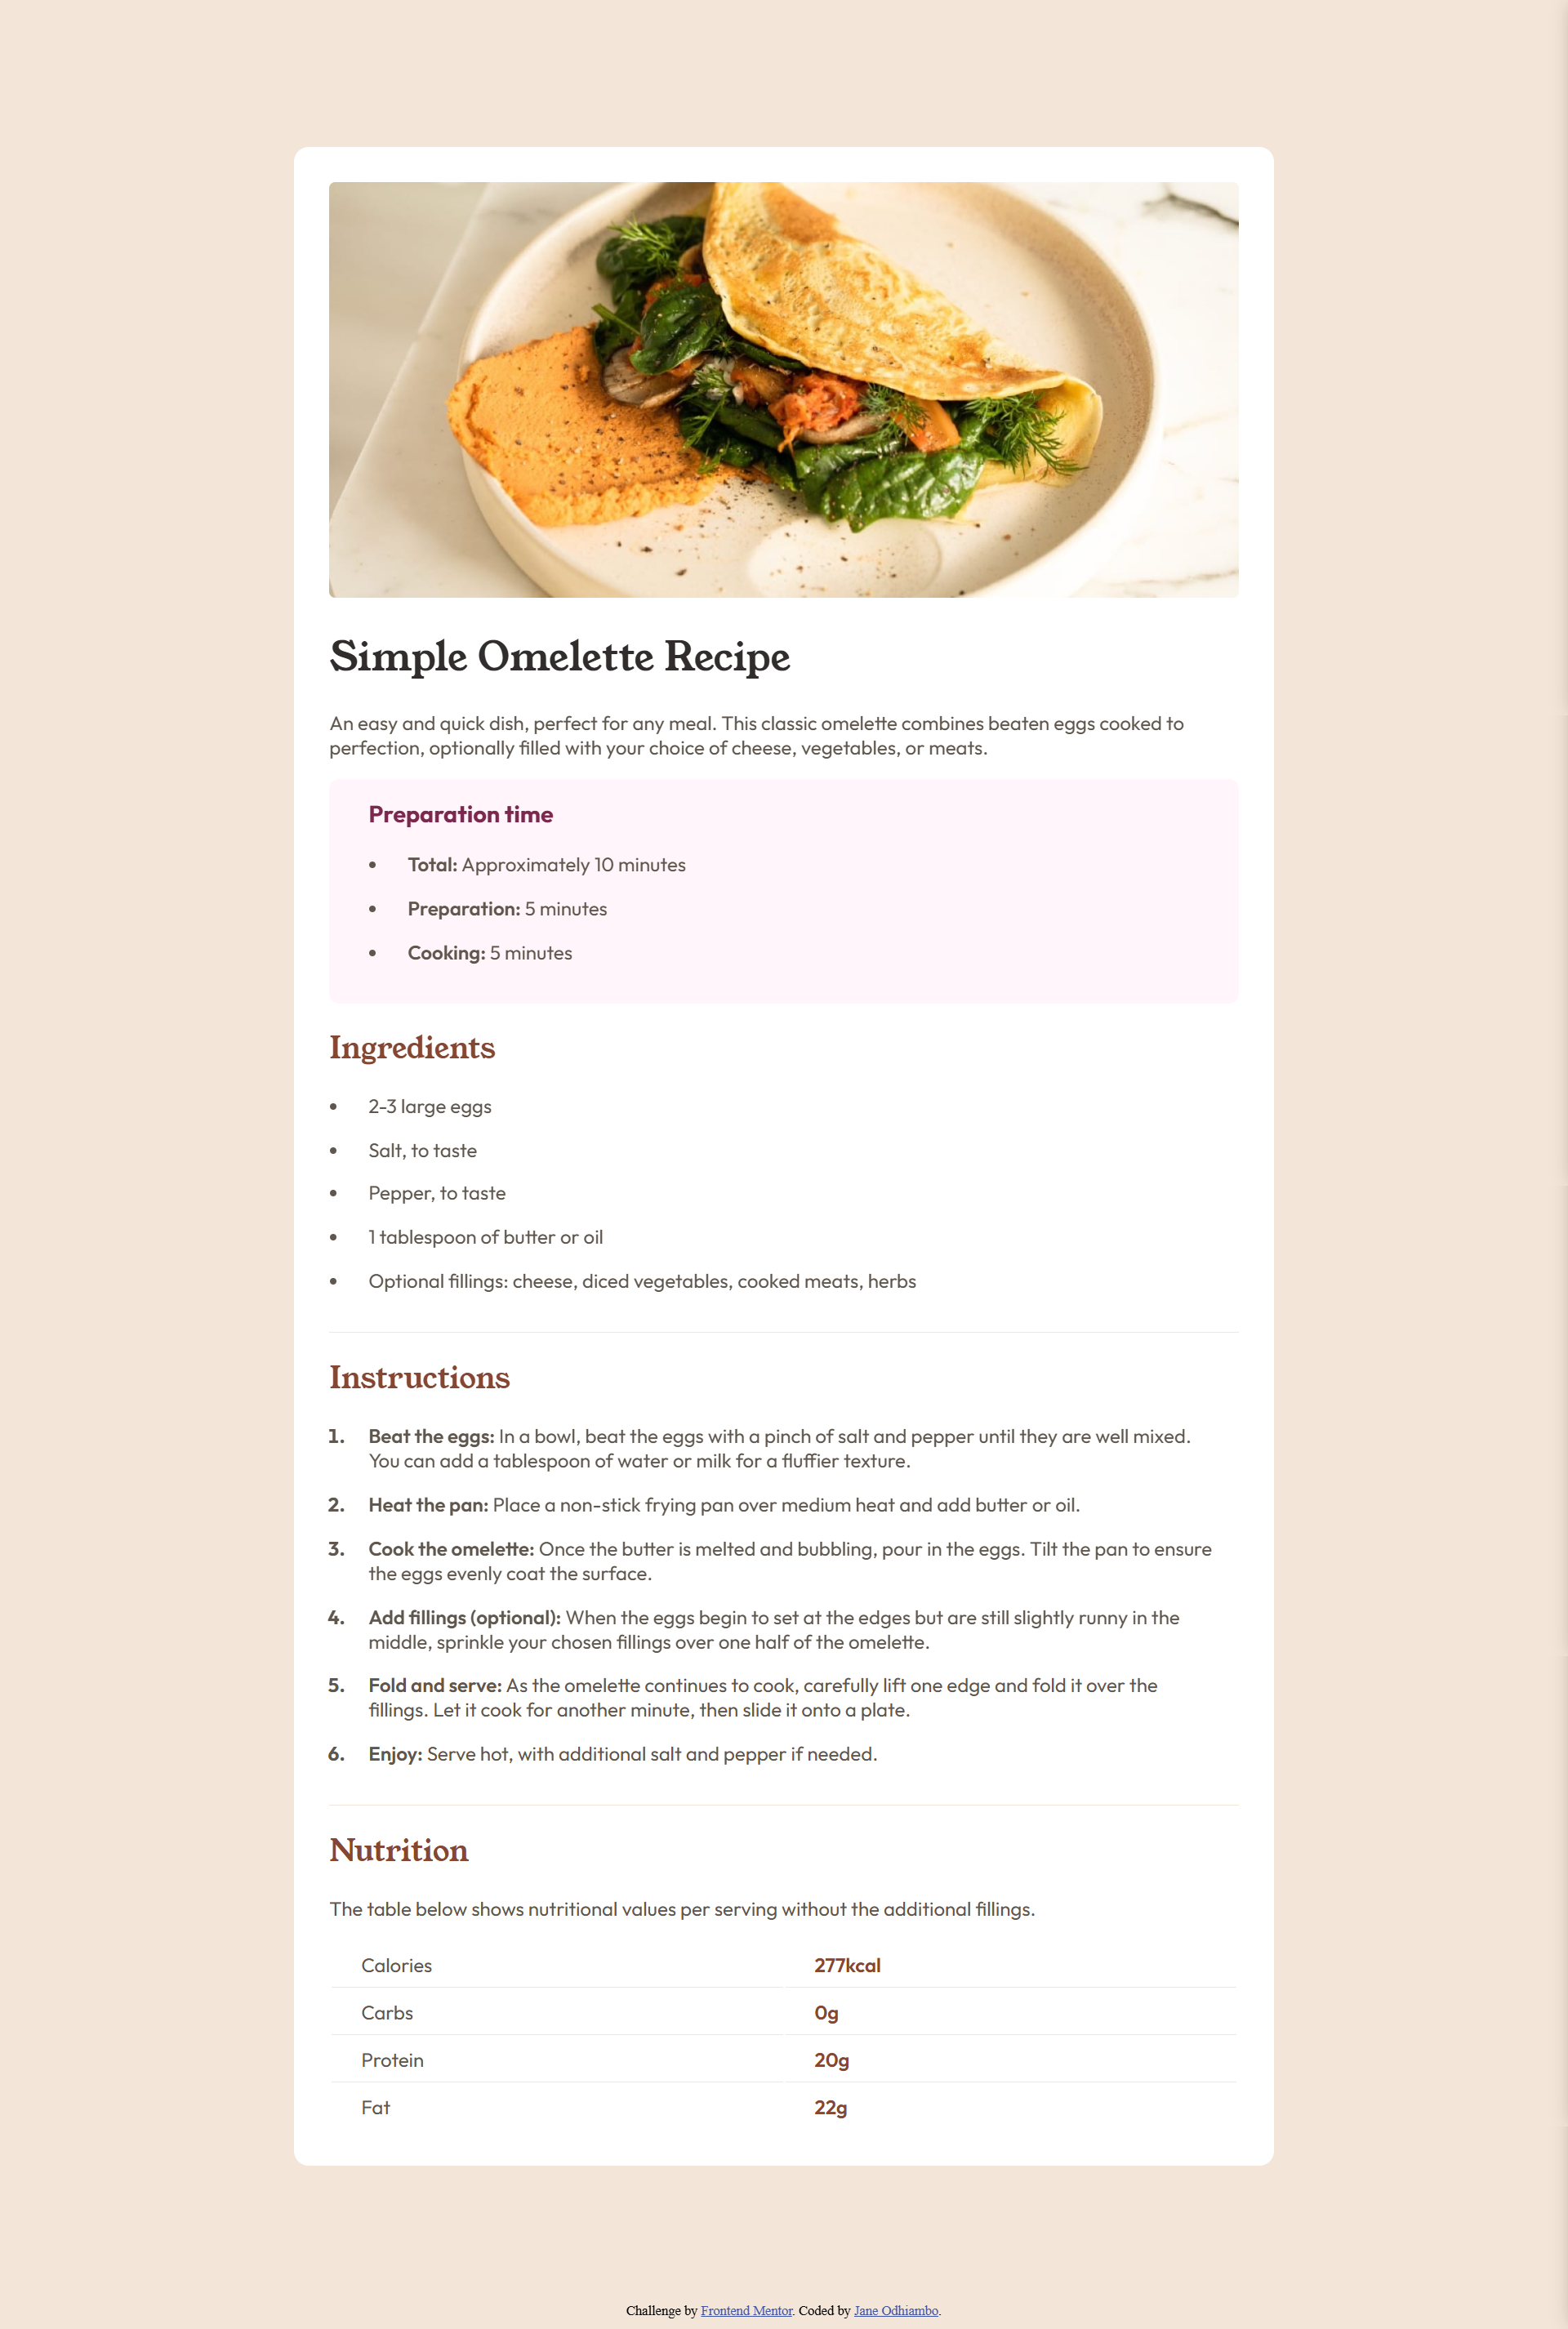 Simple Omelette Recipe
An easy and quick dish, perfect for any meal. This classic omelette combines beaten eggs cooked to
perfection, optionally filled with your choice of cheese, vegetables, or meats.
Preparation time
• Total: Approximately 10 minutes
• Preparation: 5 minutes
• Cooking: 5 minutes
Ingredients
• 2-3 large eggs
• Salt, to taste
• Pepper, to taste
• 1 tablespoon of butter or oil
• Optional fillings: cheese, diced vegetables, cooked meats, herbs
Instructions
1. Beat the eggs: In a bowl, beat the eggs with a pinch of salt and pepper until they are well mixed.
You can add a tablespoon of water or milk for a fluffier texture.
2. Heat the pan: Place a non-stick frying pan over medium heat and add butter or oil.
3. Cook the omelette: Once the butter is melted and bubbling, pour in the eggs. Tilt the pan to ensure
the eggs evenly coat the surface.
4. Add fillings (optional): When the eggs begin to set at the edges but are still slightly runny in the
middle, sprinkle your chosen fillings over one half of the omelette.
5. Fold and serve: As the omelette continues to cook, carefully lift one edge and fold it over the
fillings. Let it cook for another minute, then slide it onto a plate.
6. Enjoy: Serve hot, with additional salt and pepper if needed.
Nutrition
The table below shows nutritional values per serving without the additional fillings.
Calories 277kcal
Carbs 0g
Protein 20g
Fat 22g
Challenge by Frontend Mentor. Coded by Jane Odhiambo.